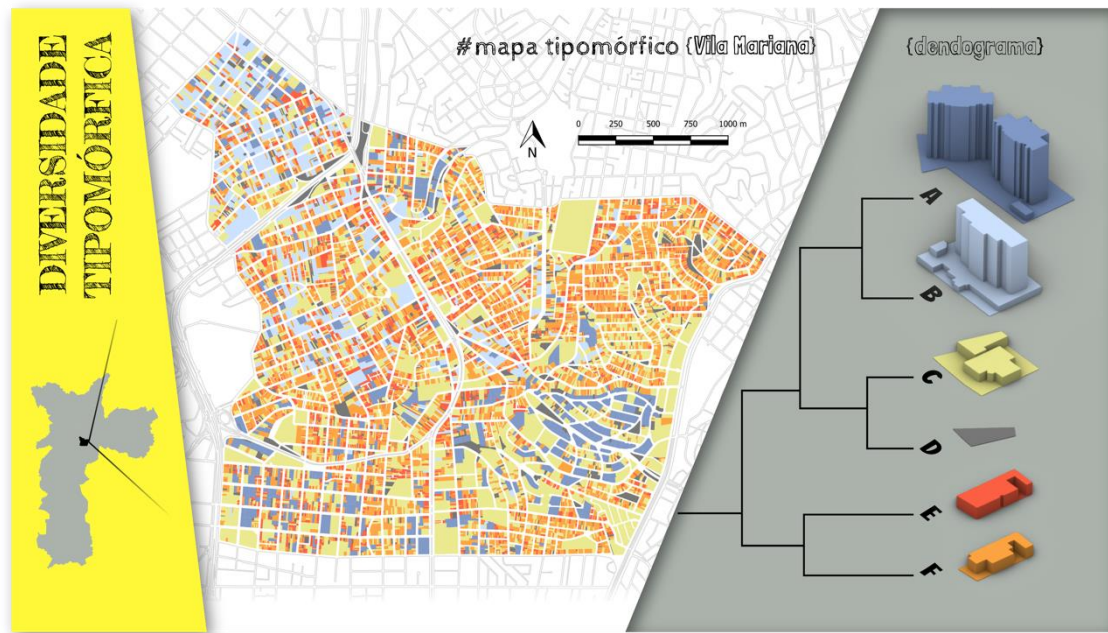 DIVERSIDADE
TIPOMÓRFICA
#mapa tipomórfico {Vila Mariana}
N
0 250 500 750 1000 m
{dendograma}
A
B
C
D
E
F